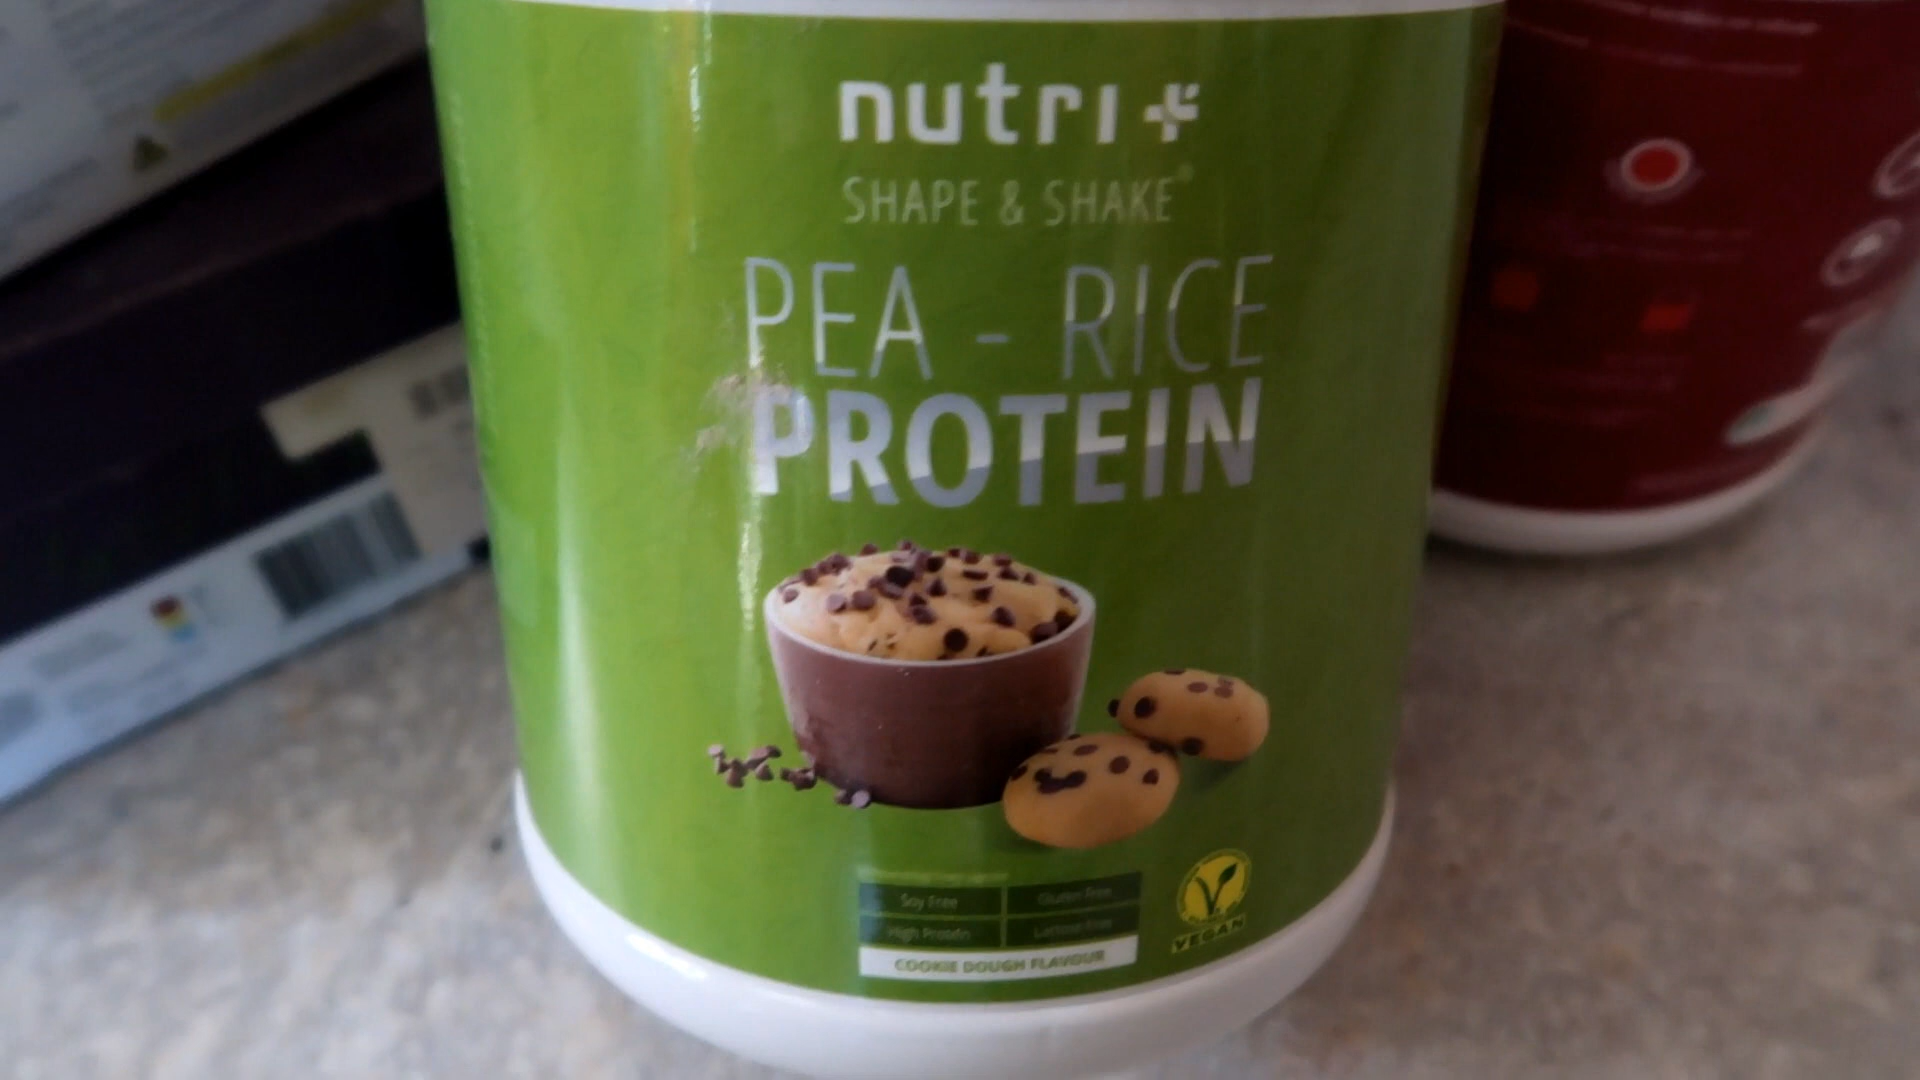 nutri+
SHAPE & SHAKE®
PEA - RICE
PROTEIN
Soy Free
Gluten Free
High Protein
Lactose Free
COOKIE DOUGH FLAVOUR
VEGAN